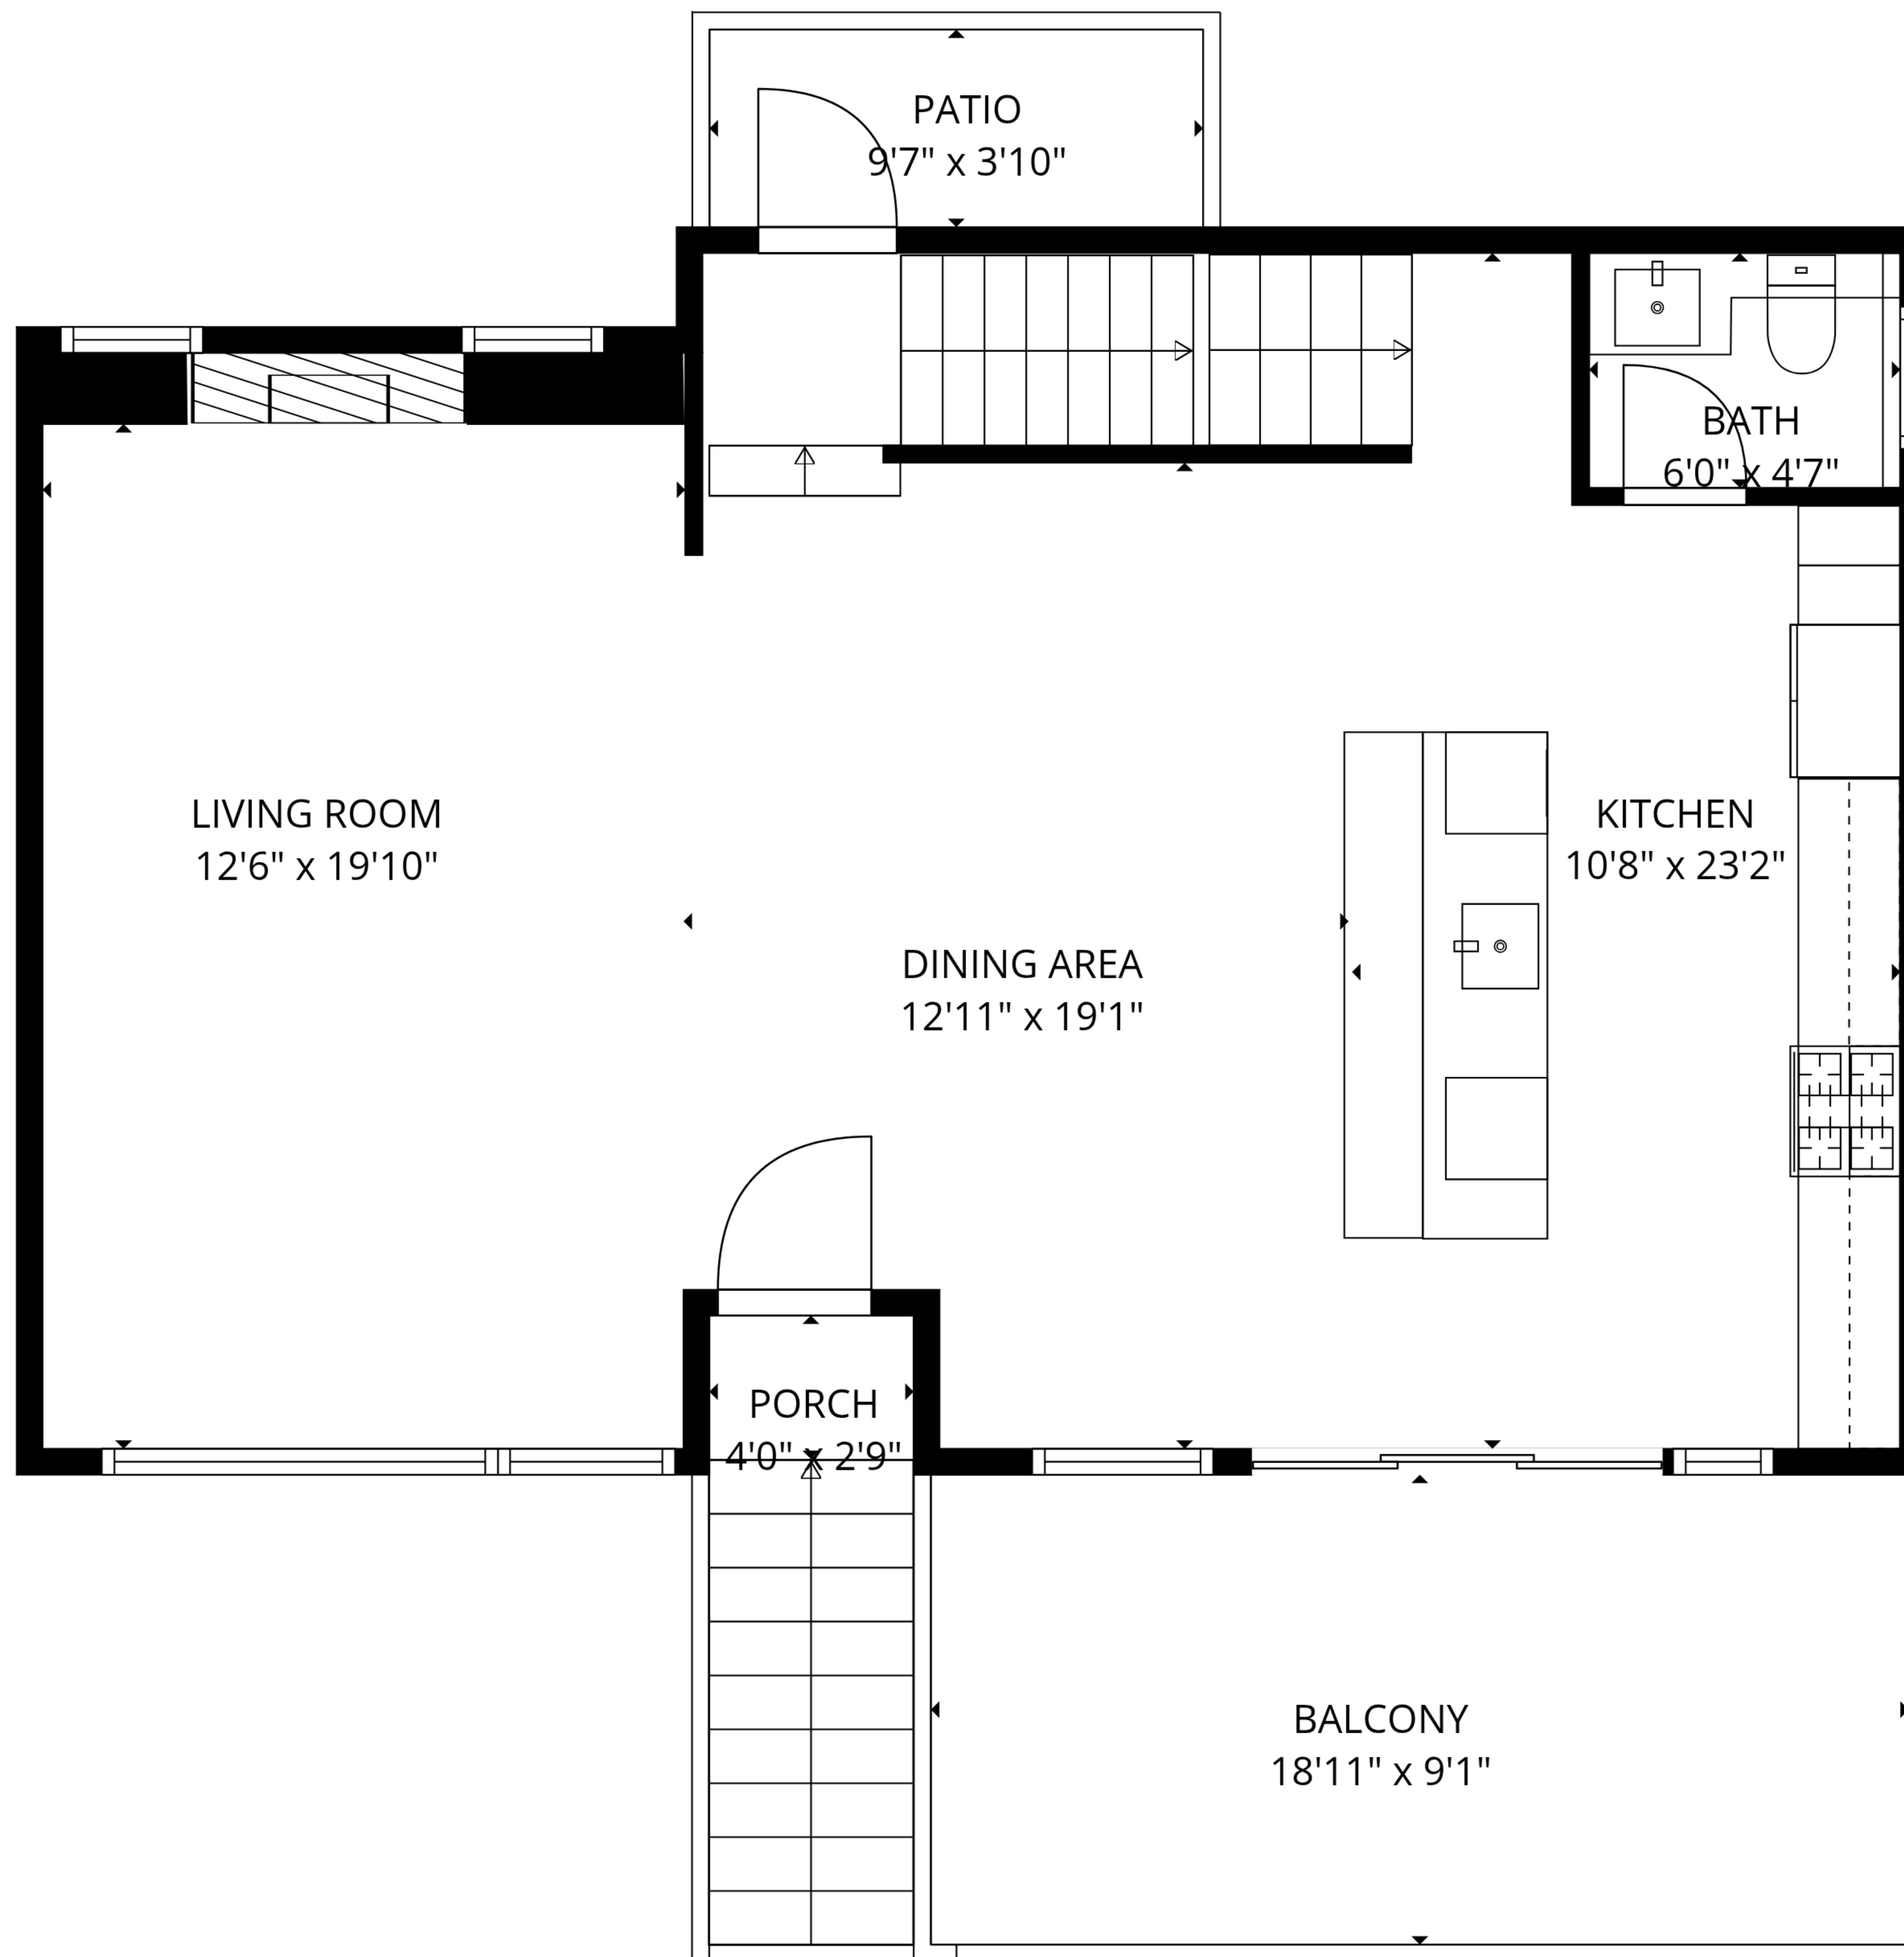 PATIO
9'7" x 3'10"
BATH
6'0" x 4'7"
LIVING ROOM
12'6" x 19'10"
KITCHEN
10'8" x 23'2"
DINING AREA
12'11" x 19'1"
PORCH
4'0" x 2'9"
BALCONY
18'11" x 9'1"